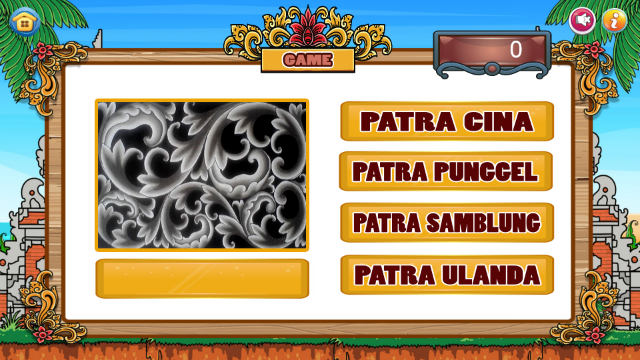 GAME
0
PATRA CINA
PATRA PUNGGEL
PATRA SAMBLUNG
PATRA ULANDA